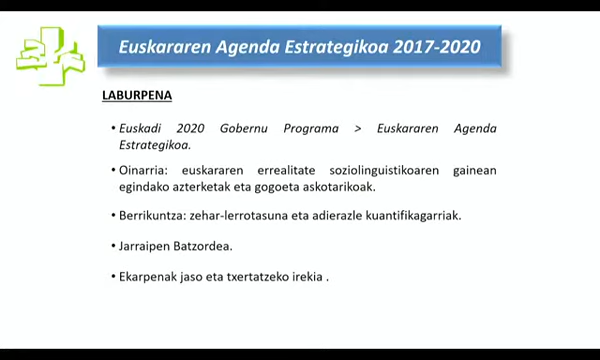 Euskararen Agenda Estrategikoa 2017-2020
LABURPENA
• Euskadi 2020 Gobernu Programa > Euskararen Agenda
Estrategikoa.
• Oinarria: euskararen errealitate soziolinguistikoaren gainean
egindako azterketak eta gogoeta askotarikoak.
• Berrikuntza: zehar-lerrotasuna eta adierazle kuantifikagarriak.
• Jarraipen Batzordea.
• Ekarpenak jaso eta txertatzeko irekia .